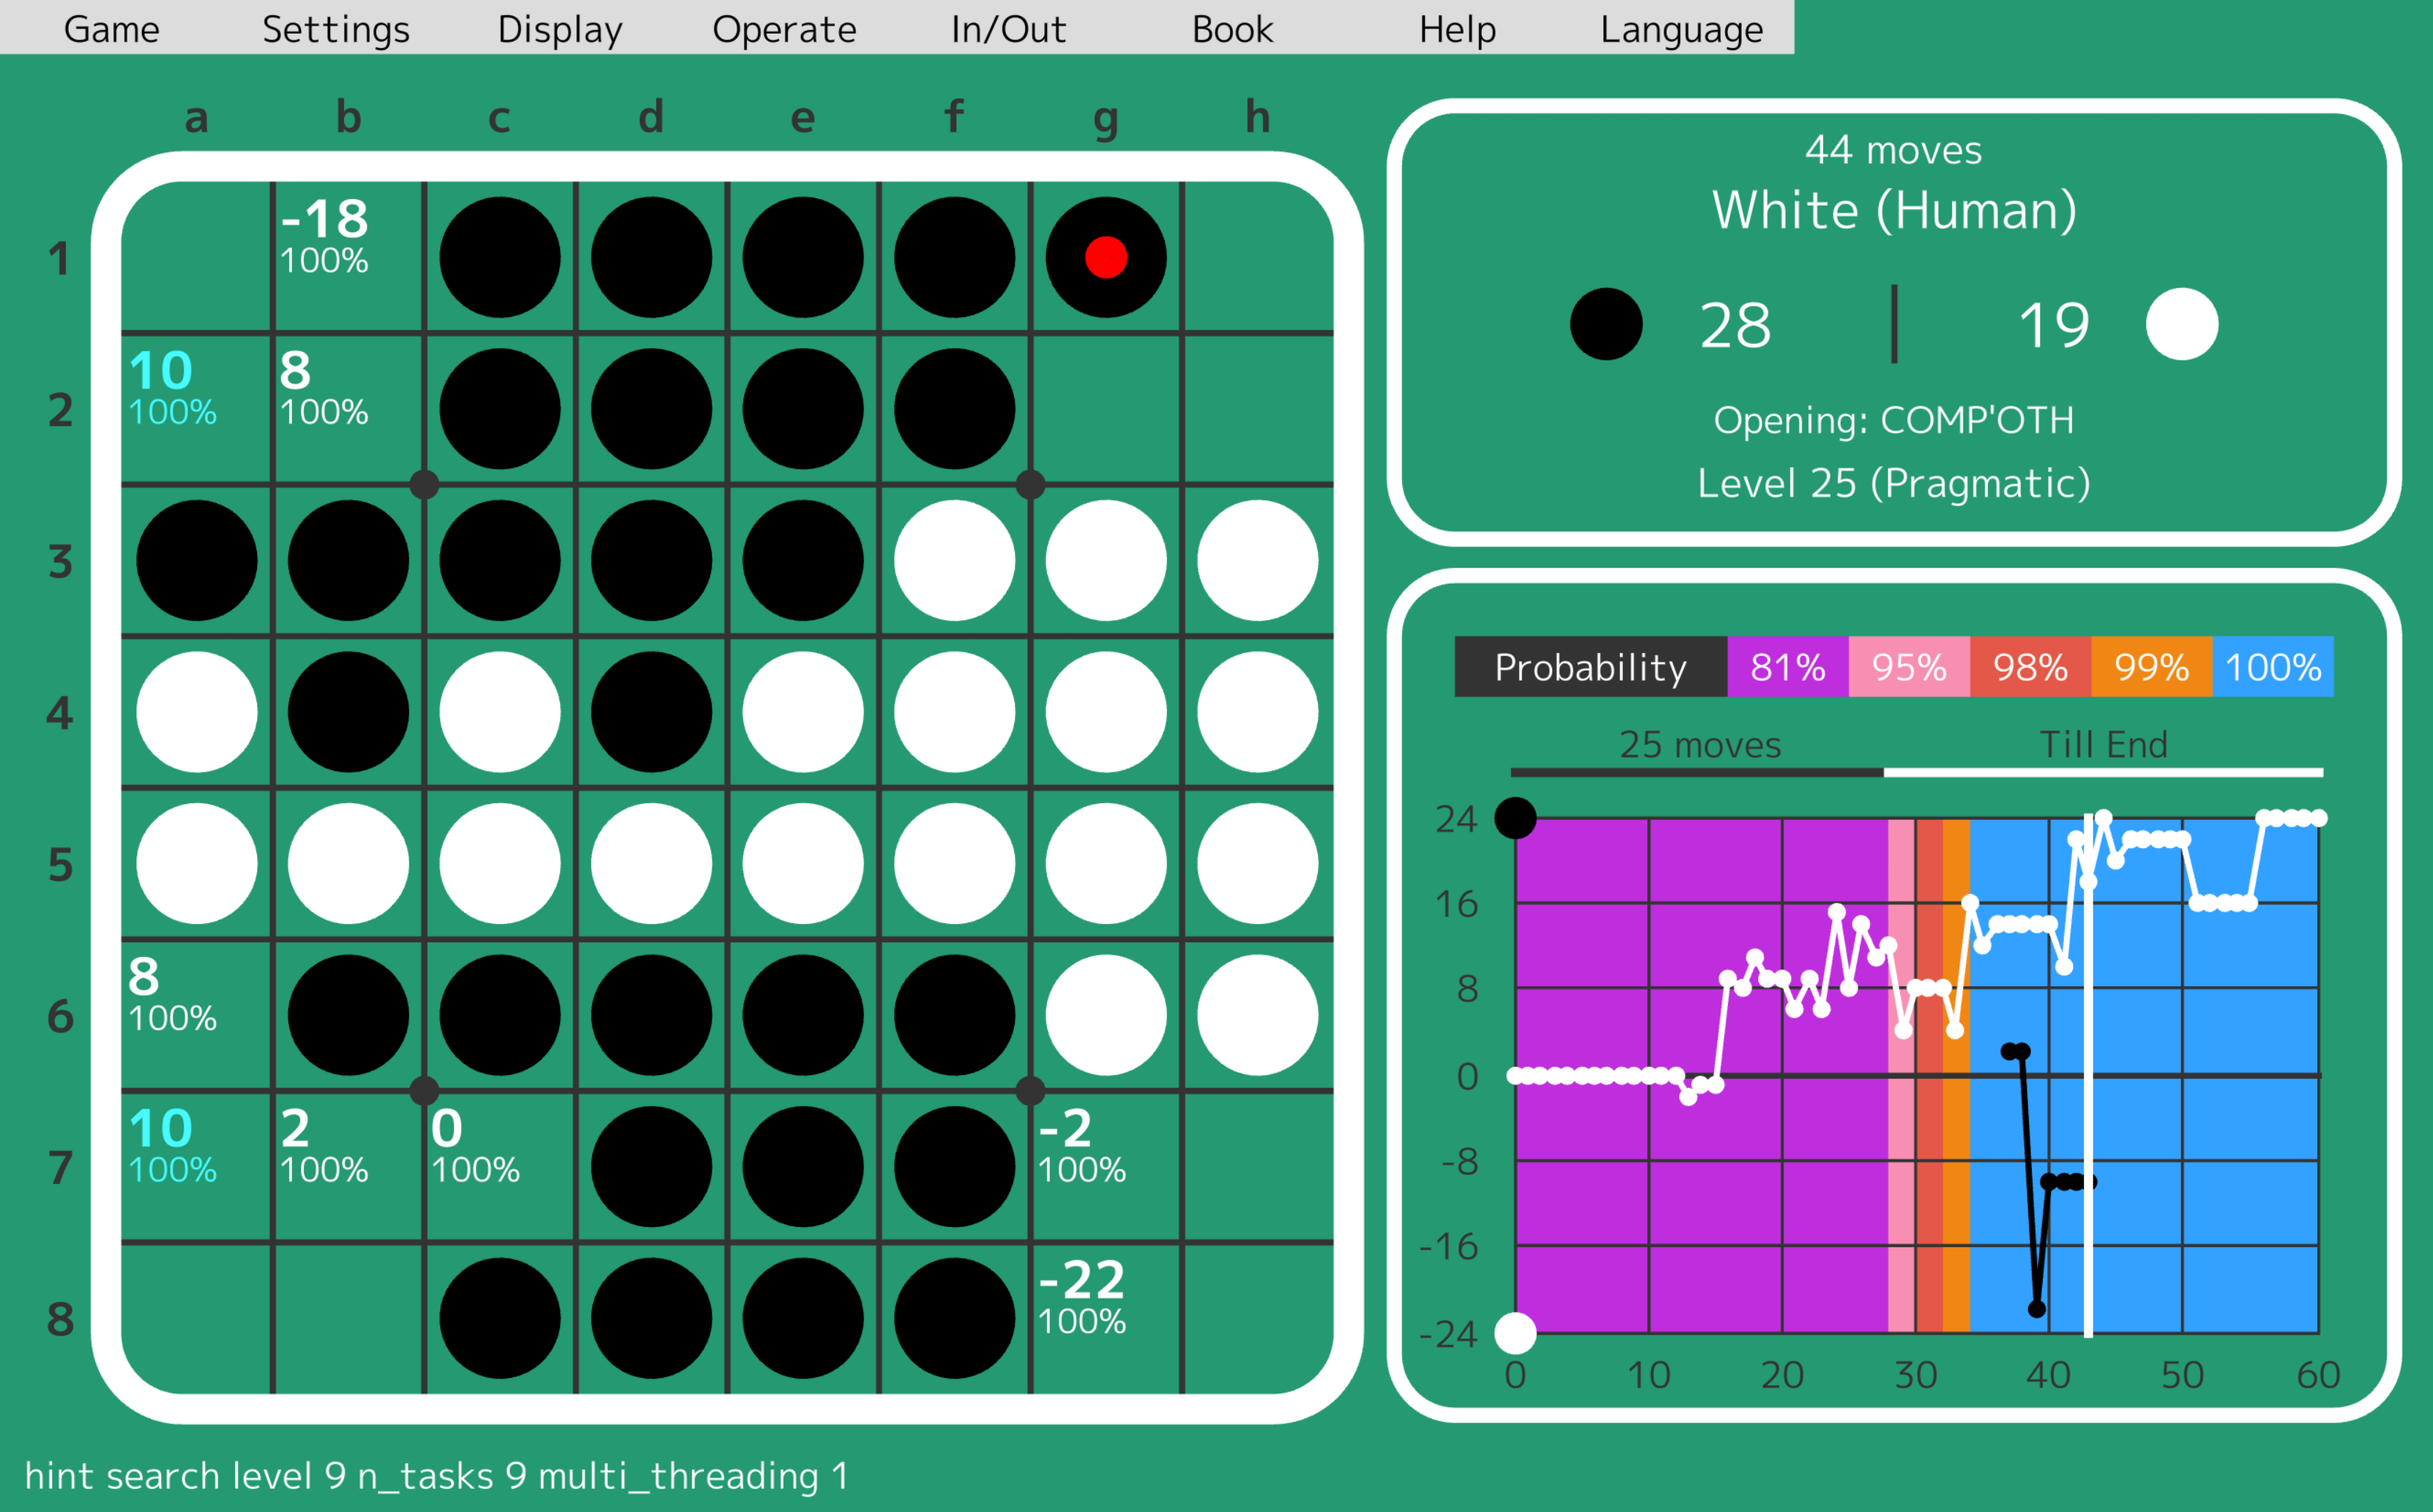 Game Settings Display Operate In/Out Book Help Language
a b c d e f g h
1
-18
100%
2
10 8
100% 100%
3
4
5
6
8
100%
7
10 2 0 -2
100% 100% 100% 100%
8
-22
100%
44 moves
White (Human)
28 19
Opening: COMP'OTH
Level 25 (Pragmatic)
Probability 81% 95% 98% 99% 100%
25 moves Till End
24
16
8
0
-8
-16
-24
0 10 20 30 40 50 60
hint search level 9 n_tasks 9 multi_threading 1